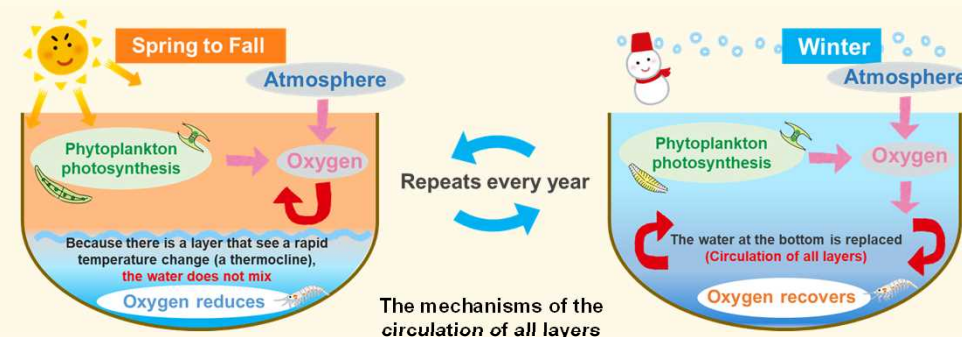 Spring to Fall
Atmosphere
Phytoplankton
photosynthesis
Oxygen
Because there is a layer that see a rapid
temperature change (a thermocline),
the water does not mix
Oxygen reduces
Repeats every year
The mechanisms of the
circulation of all layers
Winter
Atmosphere
Phytoplankton
photosynthesis
Oxygen
The water at the bottom is replaced
(Circulation of all layers)
Oxygen recovers